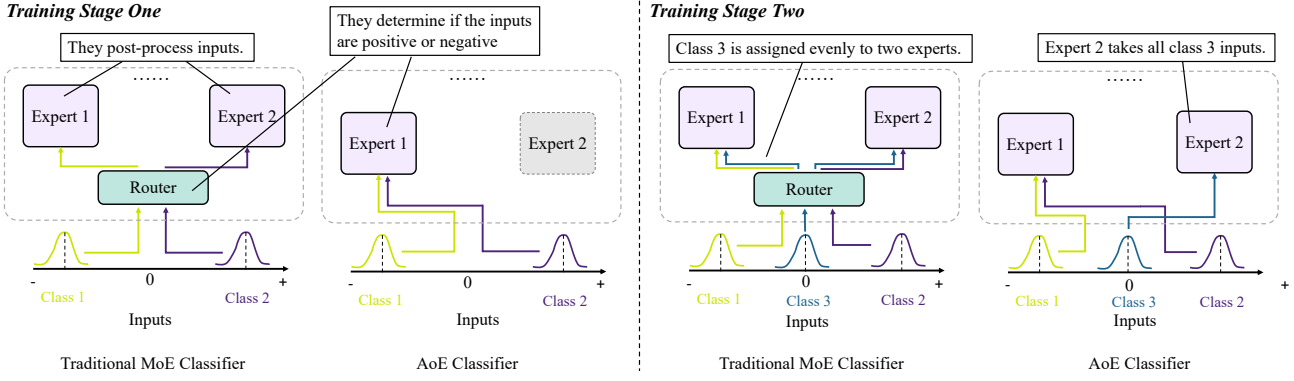 Training Stage One
They post-process inputs.
They determine if the inputs
are positive or negative
......
Expert 1
Expert 2
Router
-
0
+
Class 1
Class 2
Inputs
Traditional MoE Classifier
......
Expert 1
Expert 2
-
0
+
Class 1
Class 2
Inputs
AoE Classifier
Training Stage Two
Class 3 is assigned evenly to two experts.
......
Expert 1
Expert 2
Router
-
0
+
Class 1
Class 3
Class 2
Inputs
Traditional MoE Classifier
Expert 2 takes all class 3 inputs.
......
Expert 1
Expert 2
-
0
+
Class 1
Class 3
Class 2
Inputs
AoE Classifier